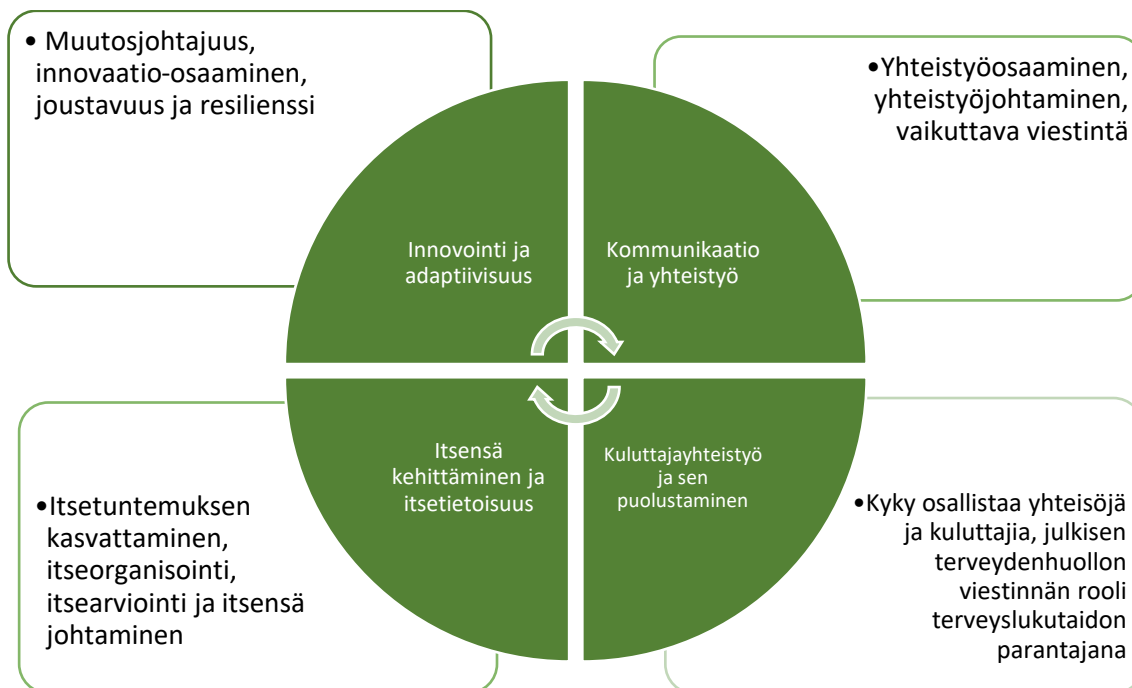 • Muutosjohtajuus,
innovaatio-osaaminen,
joustavuus ja resilienssi
•Yhteistyöosaaminen,
yhteistyöjohtaminen,
vaikuttava viestintä
Innovointi ja
adaptiivisuus
Kommunikaatio
ja yhteistyö
Itsensä
kehittäminen ja
itsetietoisuus
Kuluttajayhteistyö
ja sen
puolustaminen
•Itsetuntemuksen
kasvattaminen,
itseorganisointi,
itsearviointi ja itsensä
johtaminen
•Kyky osallistaa yhteisöjä
ja kuluttajia, julkisen
terveydenhuollon
viestinnän rooli
terveyslukutaidon
parantajana